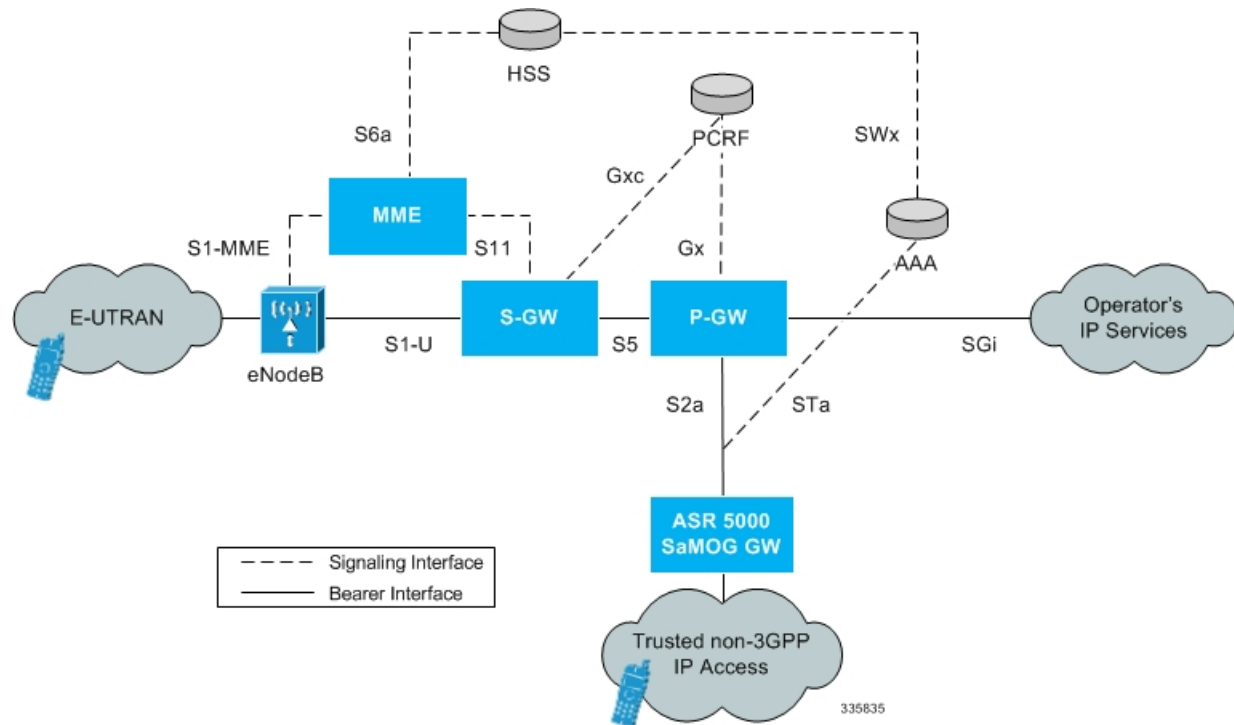 HSS
S6a
PCRF
SWx
Gxc
MME
S1-MME
S11
Gx
AAA
E-UTRAN
S-GW
P-GW
Operator's
IP Services
S1-U
S5
SGi
eNodeB
S2a
STa
ASR 5000
SaMOG GW
Signaling Interface
Bearer Interface
Trusted non-3GPP
IP Access
335835